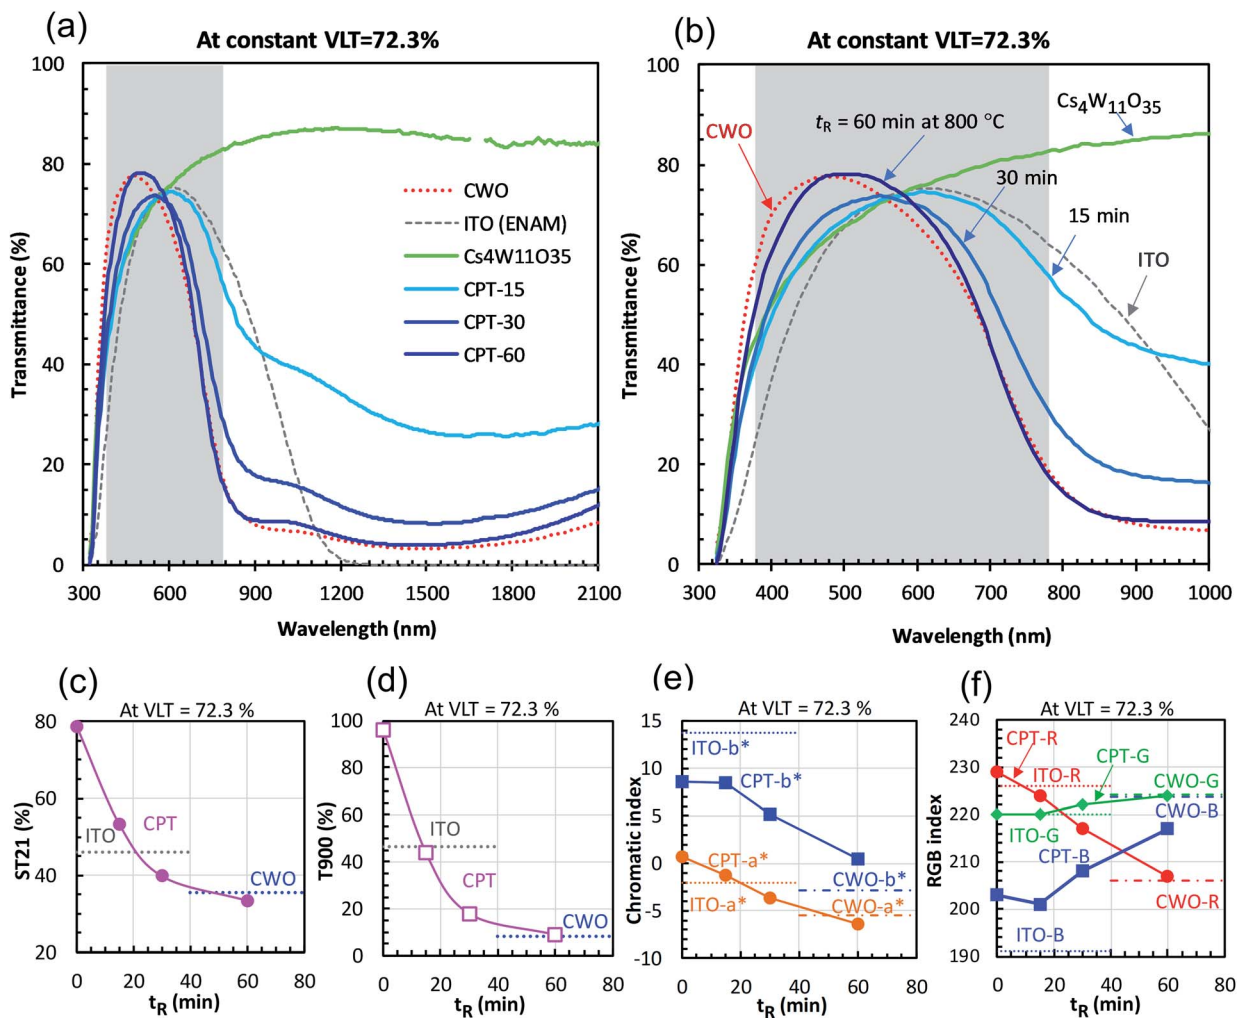 (a)
At constant VLT=72.3%
100
80
60
40
20
0
Transmittance (%)
CWO
ITO (ENAM)
Cs4W11O35
CPT-15
CPT-30
CPT-60
300 600 900 1200 1500 1800 2100
Wavelength (nm)
(b)
At constant VLT=72.3%
100
80
60
40
20
0
Transmittance (%)
CWO
t_R = 60 min at 800 °C
Cs₄W₁₁O₃₅
30 min
15 min
ITO
300 400 500 600 700 800 900 1000
Wavelength (nm)
(c)
At VLT = 72.3 %
80
60
40
20
ST21 (%)
ITO
CPT
CWO
0 20 40 60 80
t_R (min)
(d)
At VLT = 72.3 %
100
80
60
40
20
0
T900 (%)
ITO
CPT
CWO
0 20 40 60 80
t_R (min)
(e)
At VLT = 72.3 %
15
10
5
0
-5
-10
Chromatic index
ITO-b*
CPT-b*
CPT-a*
CWO-b*
ITO-a*
CWO-a*
0 20 40 60 80
t_R (min)
(f)
At VLT = 72.3 %
240
230
220
210
200
190
RGB index
CPT-R
CPT-G
ITO-R
CWO-G
CWO-B
ITO-G
CPT-B
CWO-R
ITO-B
0 20 40 60 80
t_R (min)